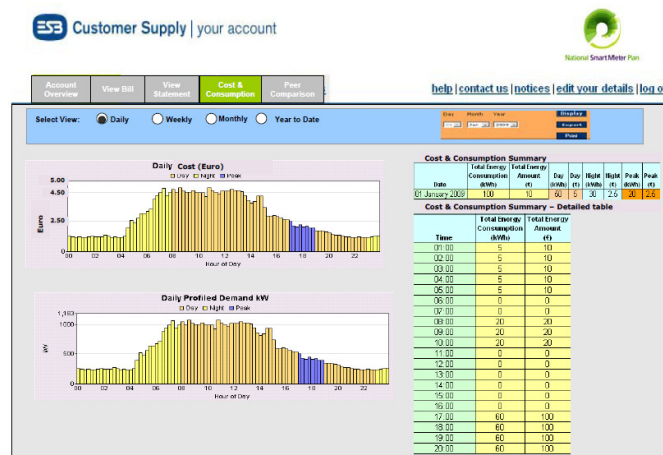 ESB Customer Supply | your account
National Smart Meter Plan
Account Overview
View Bill
View Statement
Cost & Consumption
Peer Comparison
help | contact us | notices | edit your details | log o
Select View: Daily Weekly Monthly Year to Date
Day Month Year
Display
Export
Print
Daily Cost (Euro)
Day Night Peak
5.00
4.50
2.50
0
Euro
00 02 04 06 08 10 12 14 16 18 20 22
Hour of Day
Daily Profiled Demand kW
Day Night Peak
1,383
1000
500
0
kW
00 02 04 06 08 10 12 14 16 18 20 22
Hour of Day
Cost & Consumption Summary
Date Total Energy Consumption (kWh) Total Energy Amount (€) Day (kWh) Day (€) Night (kWh) Night (€) Peak (kWh) Peak (€)
01 January 2009 100 10 60 5 30 2.6 20 2.6
Cost & Consumption Summary – Detailed table
Time Total Energy Consumption (kWh) Total Energy Amount (€)
01:00 5 10
02:00 5 10
03:00 5 10
04:00 5 10
05:00 5 10
06:00 0 0
07:00 0 0
08:00 20 20
09:00 20 20
10:00 20 20
11:00 0 0
12:00 0 0
13:00 0 0
14:00 0 0
15:00 0 0
16:00 0 0
17:00 60 100
18:00 60 100
19:00 60 100
20:00 60 100